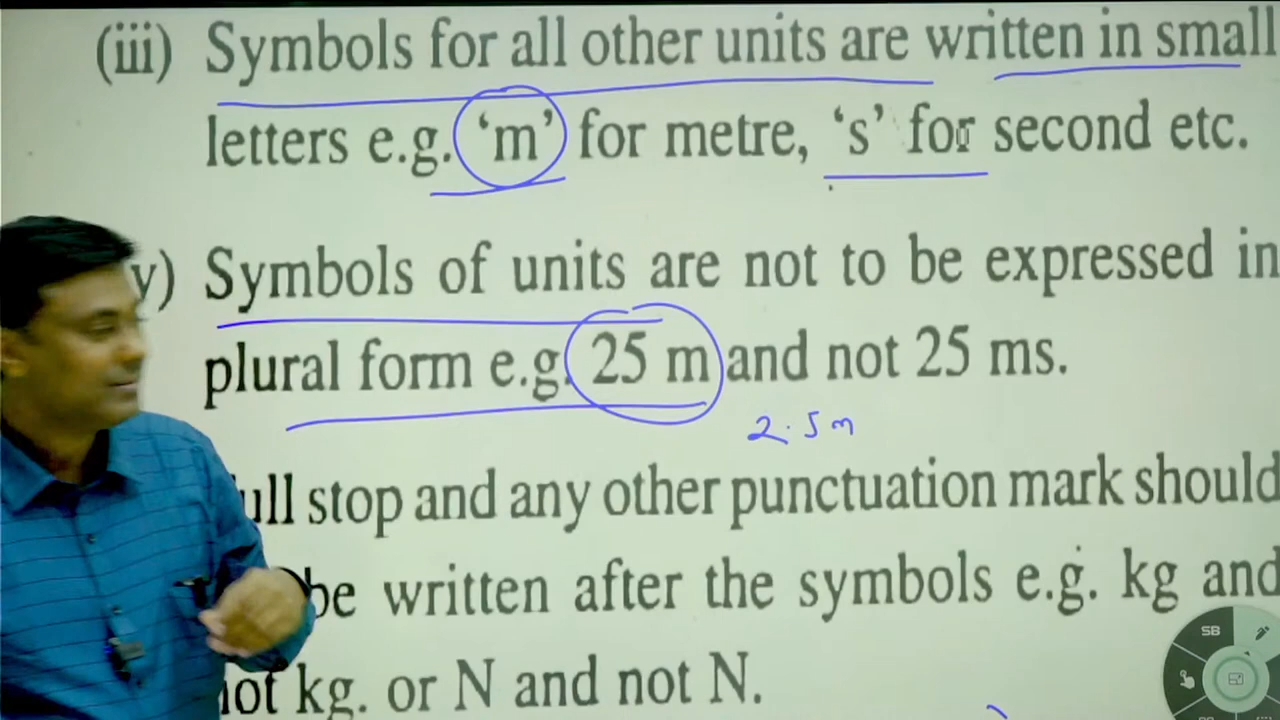 (iii) Symbols for all other units are written in small
letters e.g. ‘m’ for metre, ‘s’ for second etc.
v) Symbols of units are not to be expressed in
plural form e.g. 25 m and not 25 ms.
2.5m
ull stop and any other punctuation mark should
be written after the symbols e.g. kg and
not kg. or N and not N.
SB